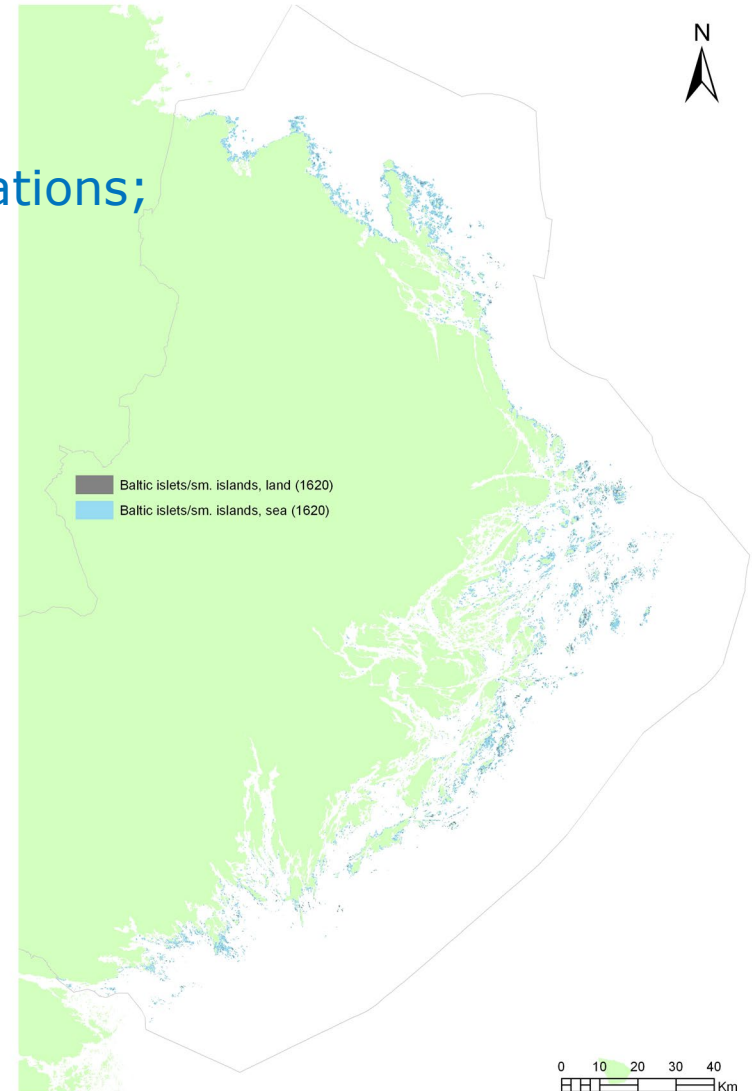 N
ations;
Baltic islets/sm. islands, land (1620)
Baltic islets/sm. islands, sea (1620)
0 10 20 30 40
Km